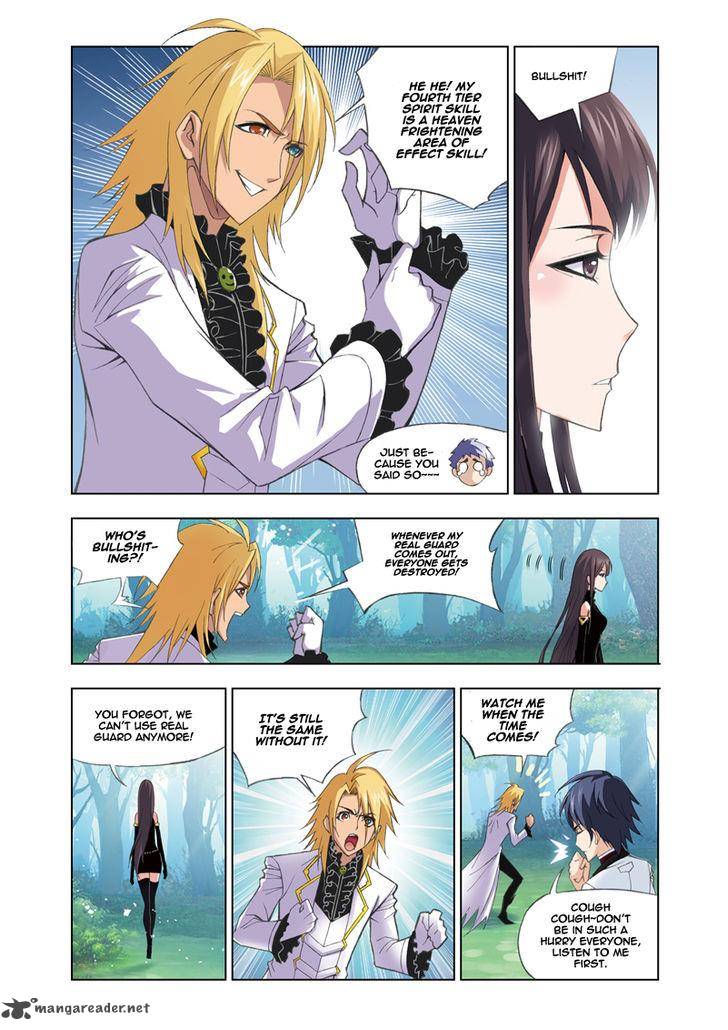 HE HE! MY
FOURTH TIER
SPIRIT SKILL
IS A HEAVEN
FRIGHTENING
AREA OF
EFFECT SKILL!
BULLSHIT!
JUST BE-
CAUSE YOU
SAID SO~~~
WHO'S
BULLSHIT-
ING?!
WHENEVER MY
REAL GUARD
COMES OUT,
EVERYONE GETS
DESTROYED!
YOU FORGOT, WE
CAN'T USE REAL
GUARD ANYMORE!
IT'S STILL
THE SAME
WITHOUT IT!
WATCH ME
WHEN THE
TIME
COMES!
COUGH
COUGH~DON'T
BE IN SUCH A
HURRY EVERYONE,
LISTEN TO ME
FIRST.
mangareader.net